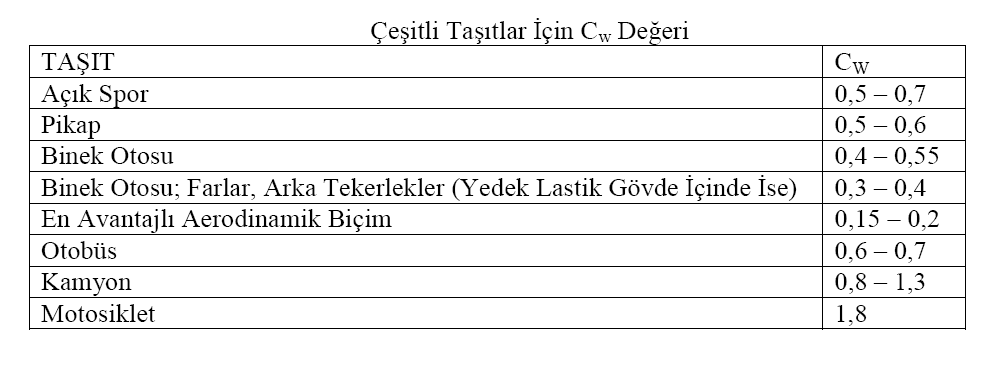 Çeşitli Taşıtlar İçin CW Değeri
TAŞIT CW
Açık Spor 0,5 – 0,7
Pikap 0,5 – 0,6
Binek Otosu 0,4 – 0,55
Binek Otosu; Farlar, Arka Tekerlekler (Yedek Lastik Gövde İçinde İse) 0,3 – 0,4
En Avantajlı Aerodinamik Biçim 0,15 – 0,2
Otobüs 0,6 – 0,7
Kamyon 0,8 – 1,3
Motosiklet 1,8